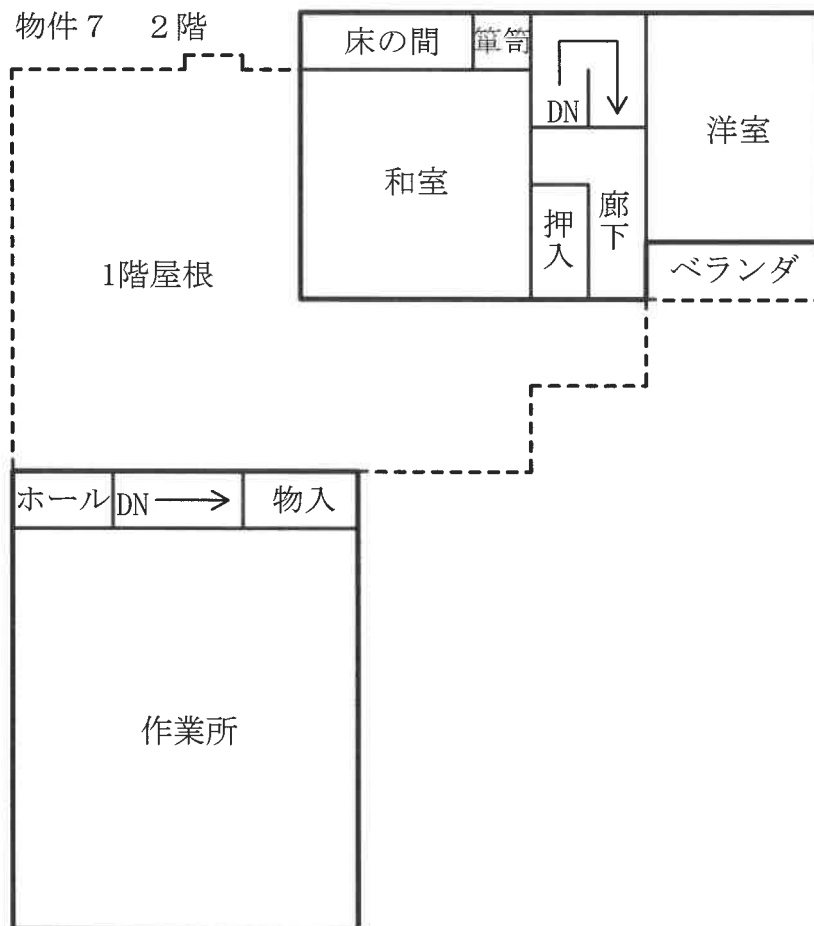 物件7　2階
床の間
箪笥
DN
洋室
和室
押入
廊下
1階屋根
ベランダ
ホール
DN
物入
作業所